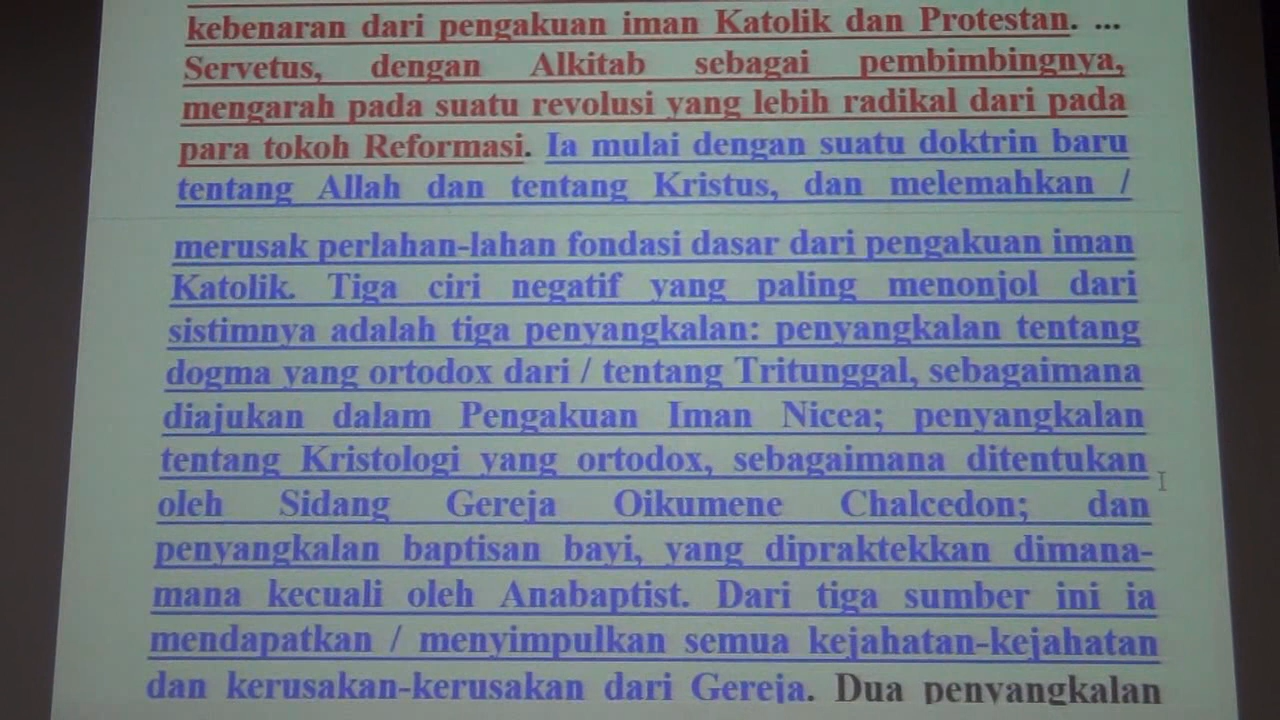 kebenaran dari pengakuan iman Katolik dan Protestan. ...
Servetus, dengan Alkitab sebagai pembimbingnya,
mengarah pada suatu revolusi yang lebih radikal dari pada
para tokoh Reformasi. Ia mulai dengan suatu doktrin baru
tentang Allah dan tentang Kristus, dan melemahkan /
merusak perlahan-lahan fondasi dasar dari pengakuan iman
Katolik. Tiga ciri negatif yang paling menonjol dari
sistimnya adalah tiga penyangkalan: penyangkalan tentang
dogma yang ortodox dari / tentang Tritunggal, sebagaimana
diajukan dalam Pengakuan Iman Nicea; penyangkalan
tentang Kristologi yang ortodox, sebagaimana ditentukan
oleh Sidang Gereja Oikumene Chalcedon; dan
penyangkalan baptisan bayi, yang dipraktekkan dimana-
mana kecuali oleh Anabaptist. Dari tiga sumber ini ia
mendapatkan / menyimpulkan semua kejahatan-kejahatan
dan kerusakan-kerusakan dari Gereja. Dua penyangkalan